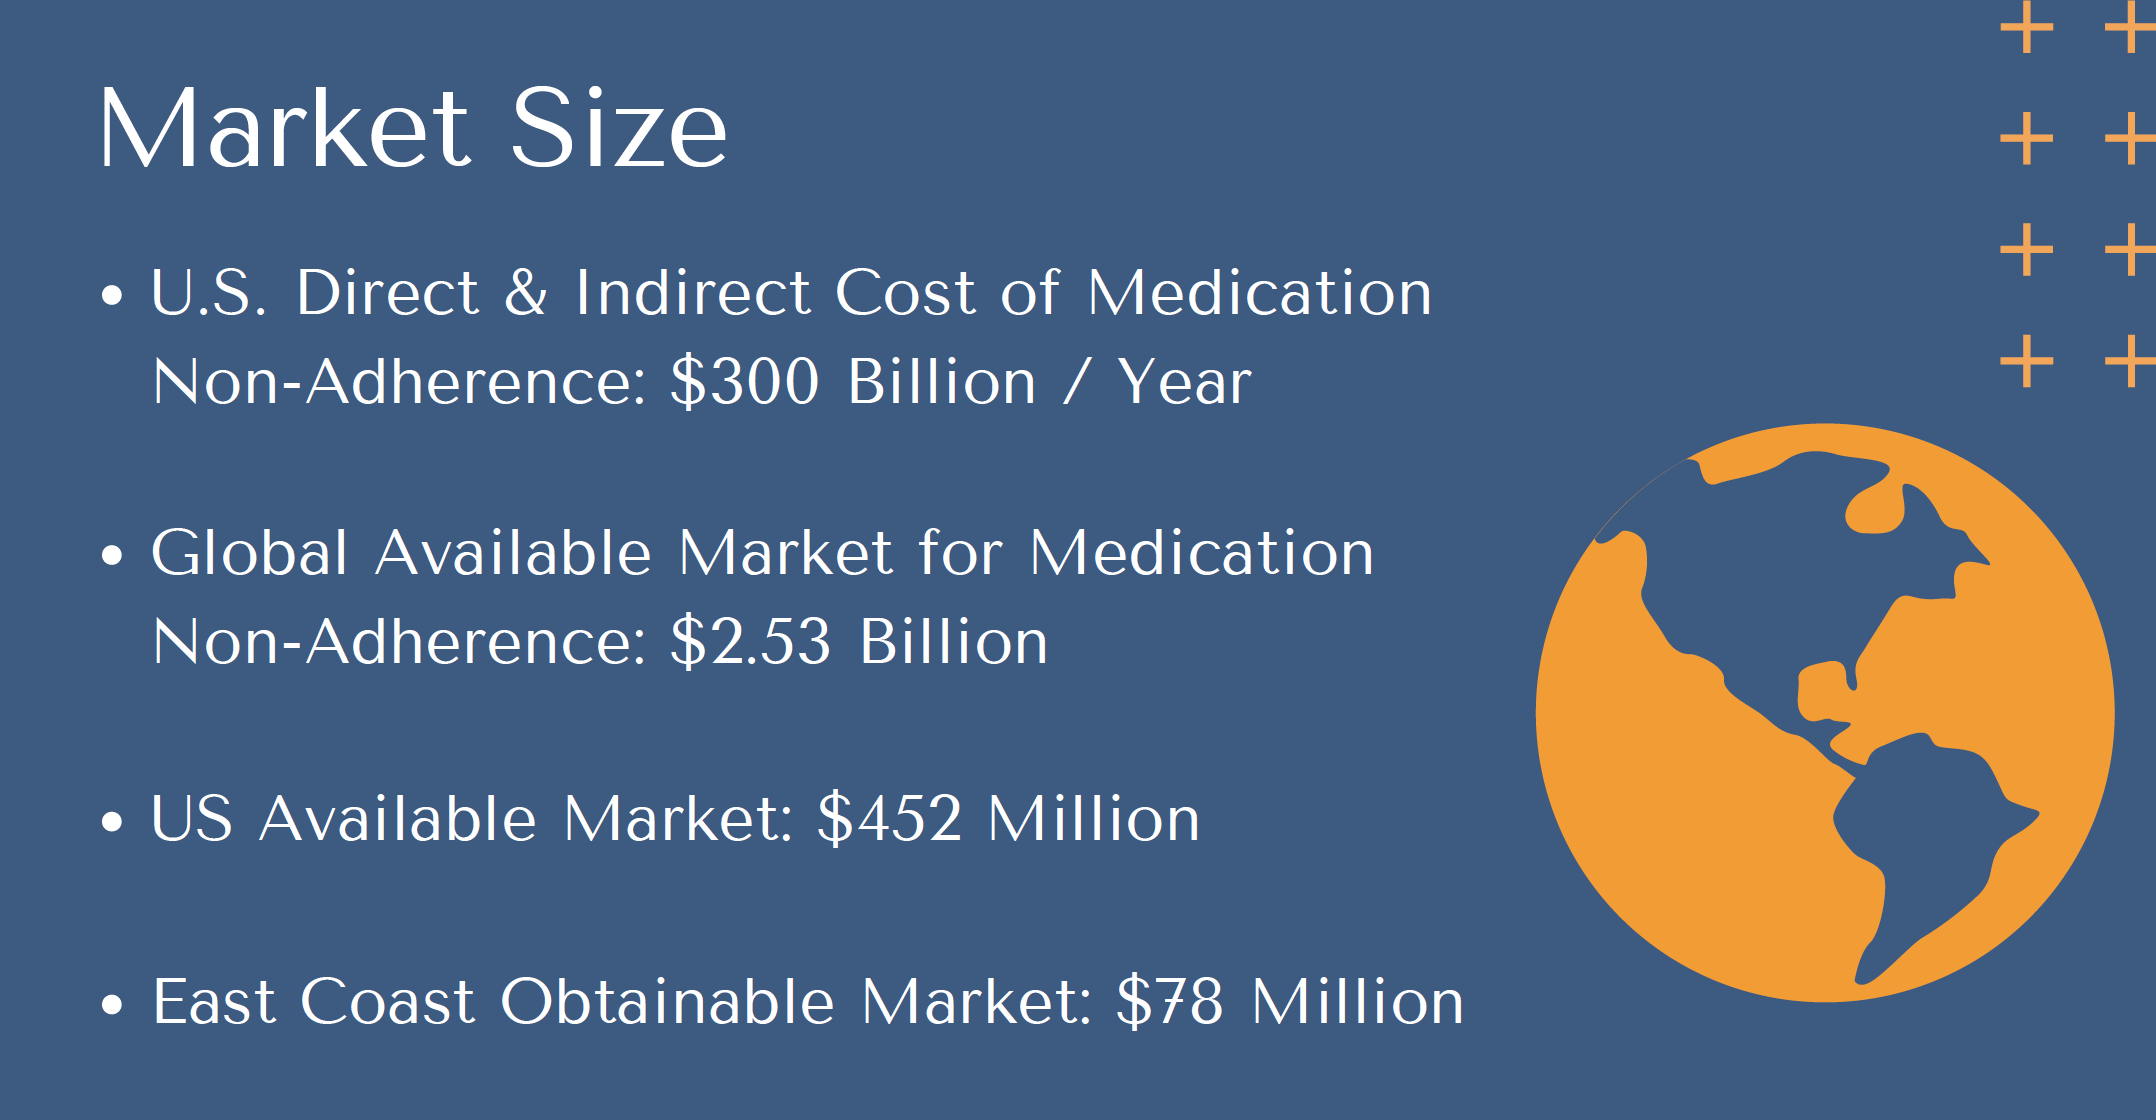 Market Size
• U.S. Direct & Indirect Cost of Medication
Non-Adherence: $300 Billion / Year
• Global Available Market for Medication
Non-Adherence: $2.53 Billion
• US Available Market: $452 Million
• East Coast Obtainable Market: $78 Million